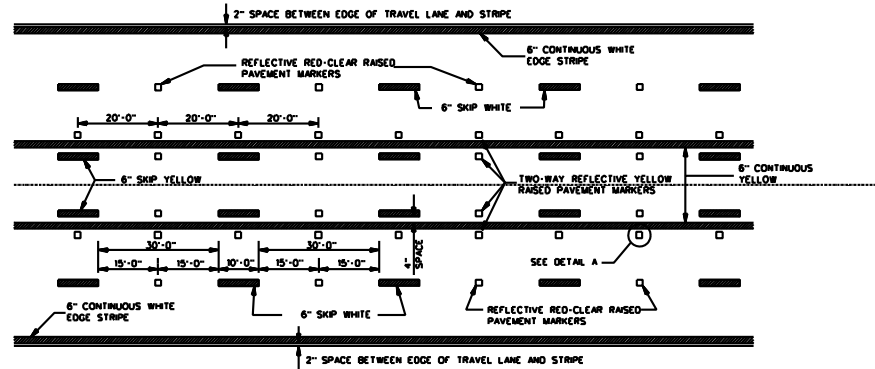 2" SPACE BETWEEN EDGE OF TRAVEL LANE AND STRIPE
6" CONTINUOUS WHITE
EDGE STRIPE
REFLECTIVE RED-CLEAR RAISED
PAVEMENT MARKERS
6" SKIP WHITE
20'-0" 20'-0" 20'-0"
6" SKIP YELLOW
TWO-WAY REFLECTIVE YELLOW
RAISED PAVEMENT MARKERS
6" CONTINUOUS
YELLOW
30'-0" 30'-0"
15'-0" 15'-0" 10'-0" 15'-0" 15'-0"
4"
SPACE
SEE DETAIL A
6" CONTINUOUS WHITE
EDGE STRIPE
6" SKIP WHITE
REFLECTIVE RED-CLEAR RAISED
PAVEMENT MARKERS
2" SPACE BETWEEN EDGE OF TRAVEL LANE AND STRIPE